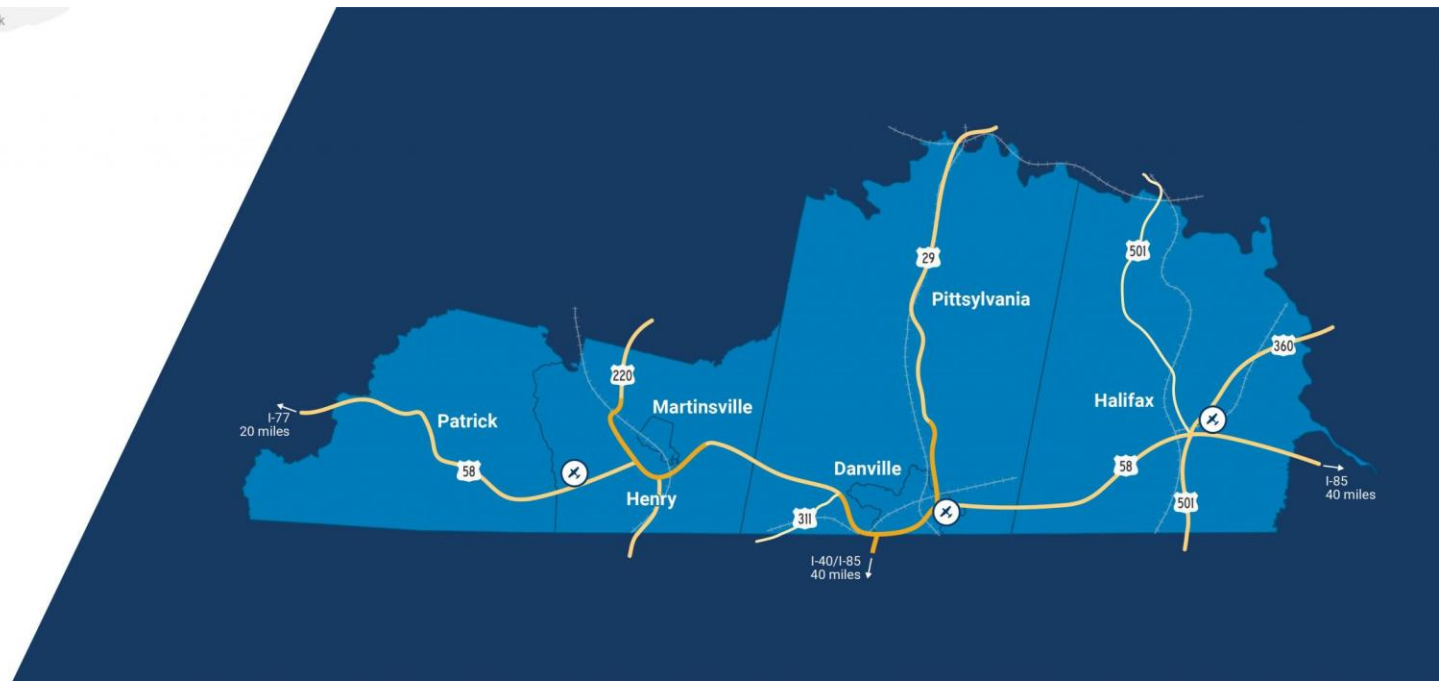 k
29
501
Pittsylvania
360
220
Halifax
Martinsville
I-77
20 miles
Patrick
58
Danville
58
I-85
40 miles
Henry
501
311
I-40/I-85
40 miles